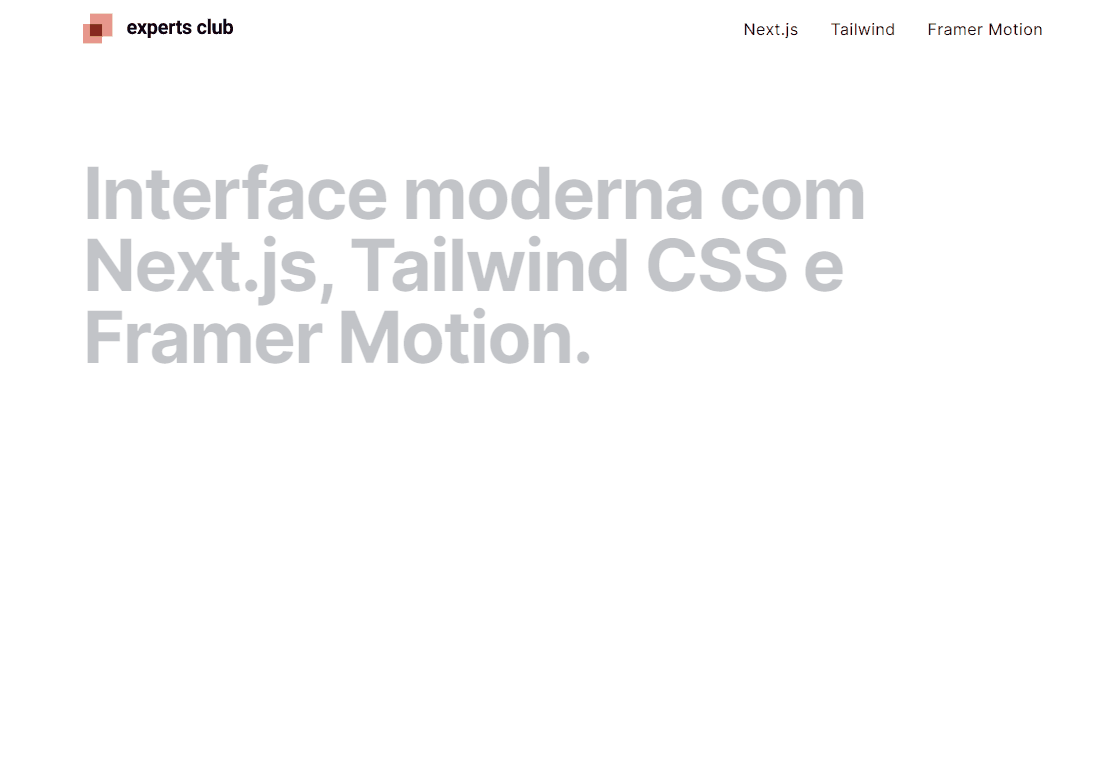 experts club
Next.js Tailwind Framer Motion
Interface moderna com
Next.js, Tailwind CSS e
Framer Motion.